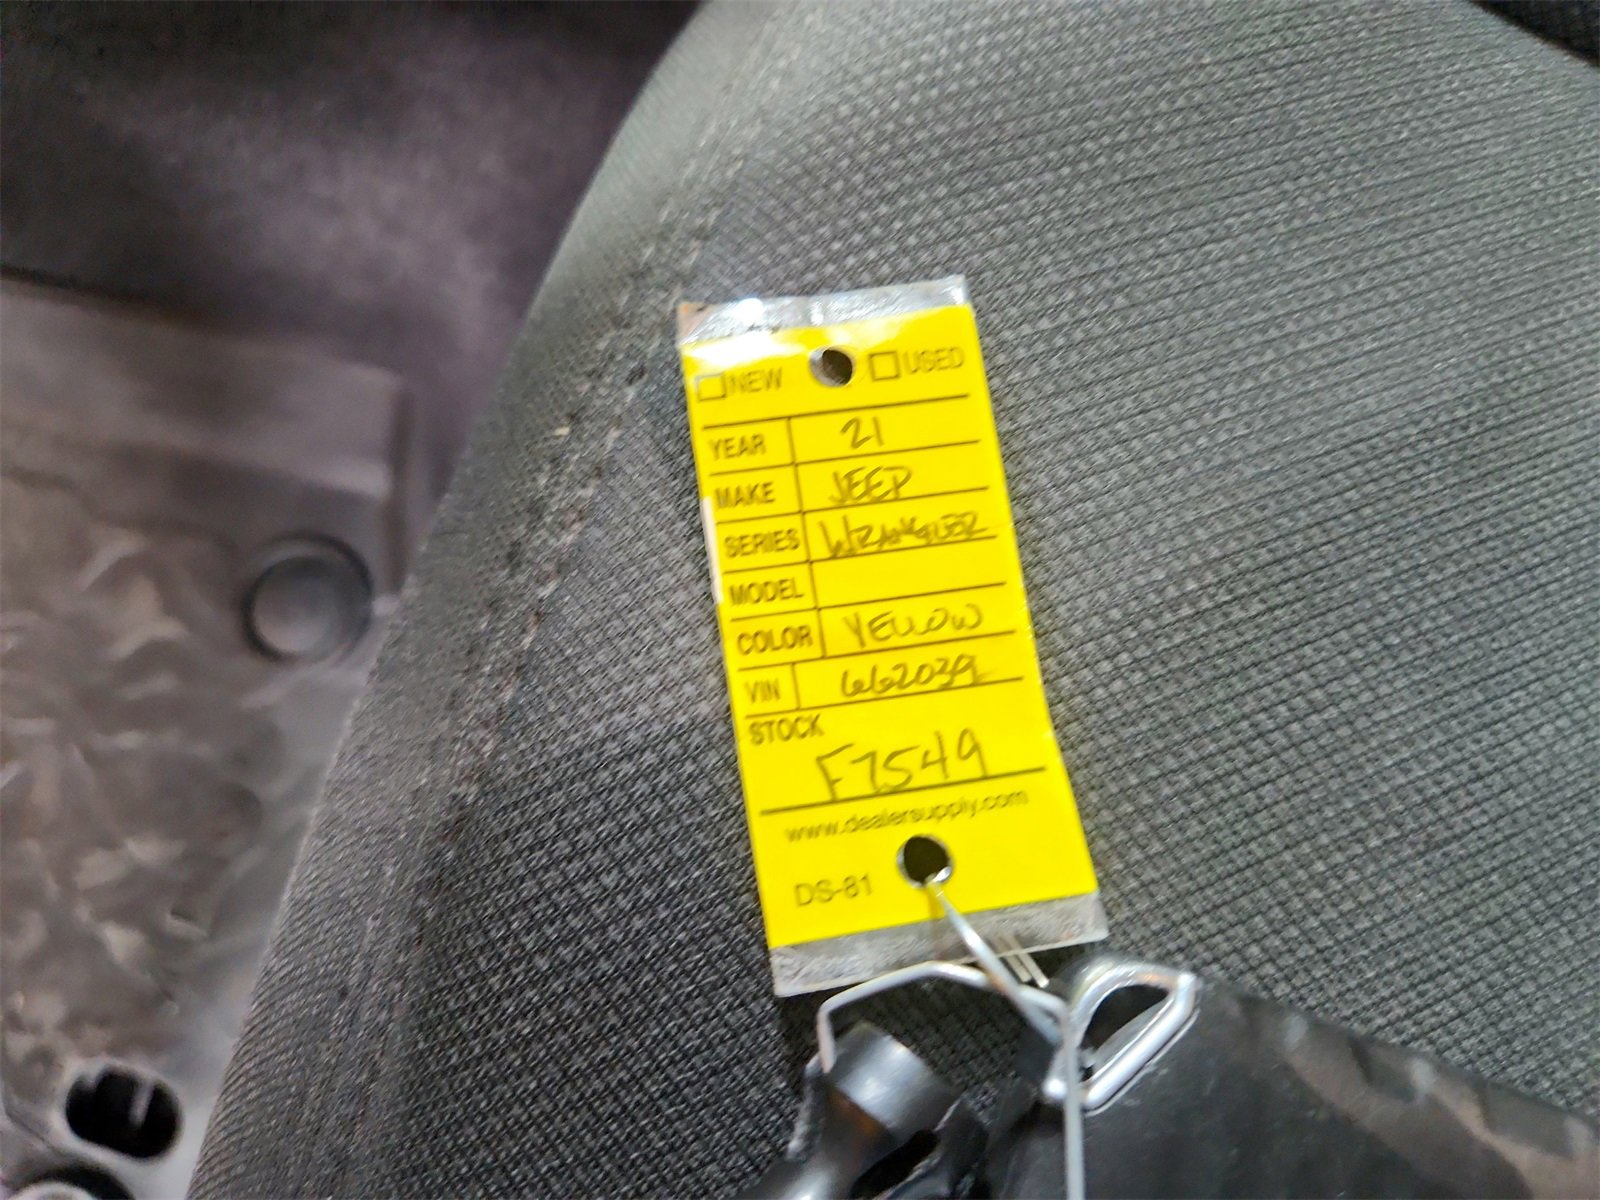 NEW USED
YEAR 21
MAKE JEEP
SERIES WRANGLER
MODEL
COLOR YELLOW
VIN 662039
STOCK
F7549
www.dealersupply.com
DS-81